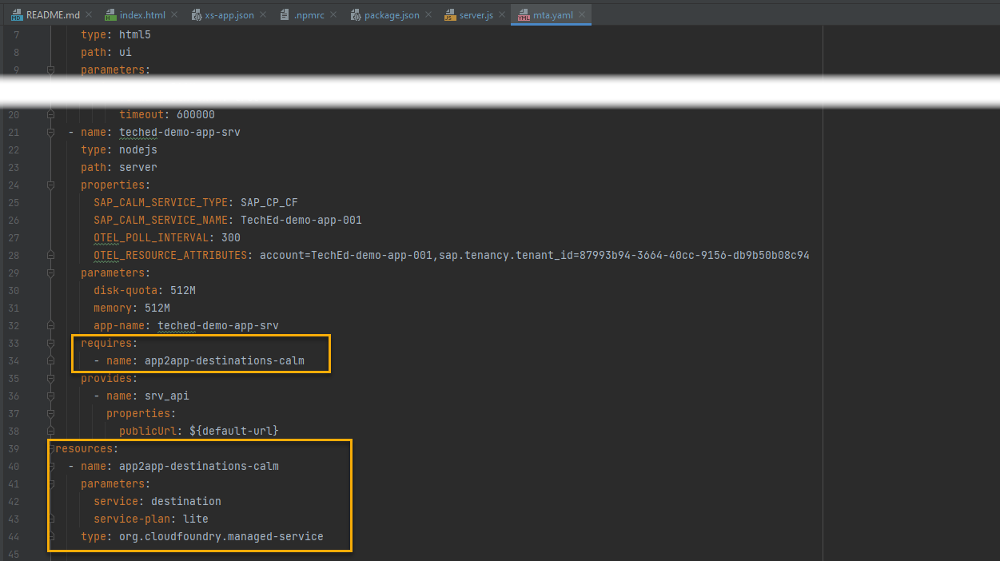 README.md index.html xs-app.json .npmrc package.json server.js mta.yaml
7 type: html5
8 path: ui
9 parameters:
20 timeout: 600000
21 - name: teched-demo-app-srv
22 type: nodejs
23 path: server
24 properties:
25 SAP_CALM_SERVICE_TYPE: SAP_CP_CF
26 SAP_CALM_SERVICE_NAME: TechEd-demo-app-001
27 OTEL_POLL_INTERVAL: 300
28 OTEL_RESOURCE_ATTRIBUTES: account=TechEd-demo-app-001,sap.tenancy.tenant_id=87993b94-3664-40cc-9156-db9b50b08c94
29 parameters:
30 disk-quota: 512M
31 memory: 512M
32 app-name: teched-demo-app-srv
33 requires:
34 - name: app2app-destinations-calm
35 provides:
36 - name: srv_api
37 properties:
38 publicUrl: ${default-url}
39 resources:
40 - name: app2app-destinations-calm
41 parameters:
42 service: destination
43 service-plan: lite
44 type: org.cloudfoundry.managed-service
45